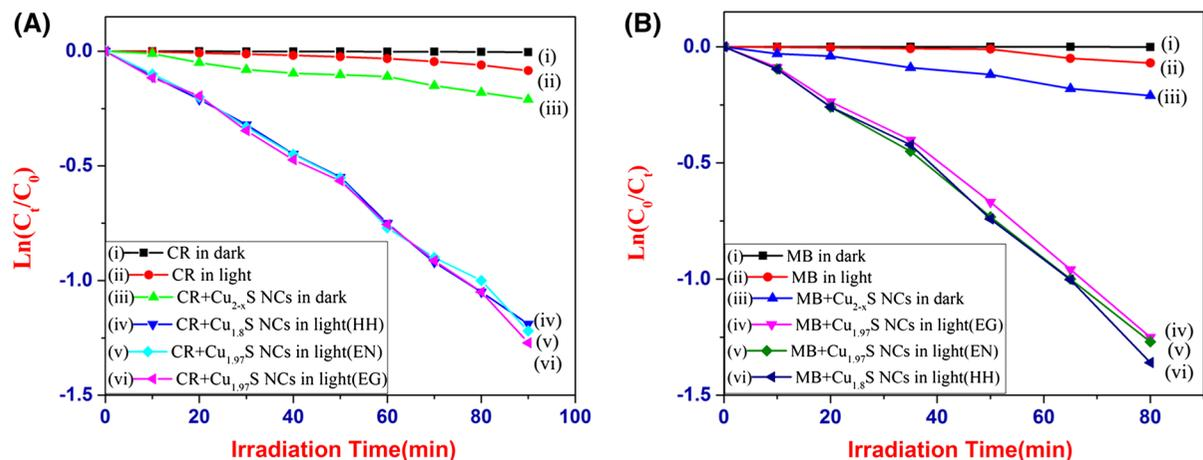 (A)
Ln(Cₜ/C₀)
0.0
-0.5
-1.0
-1.5
(i)
(ii)
(iii)
(iv)
(v)
(vi)
(i) CR in dark
(ii) CR in light
(iii) CR+Cu₂₋ₓS NCs in dark
(iv) CR+Cu₁.₈S NCs in light(HH)
(v) CR+Cu₁.₉₇S NCs in light(EN)
(vi) CR+Cu₁.₉₇S NCs in light(EG)
0 20 40 60 80 100
Irradiation Time(min)
(B)
Ln(C₀/Cₜ)
0.0
-0.5
-1.0
-1.5
(i)
(ii)
(iii)
(iv)
(v)
(vi)
(i) MB in dark
(ii) MB in light
(iii) MB+Cu₂₋ₓS NCs in dark
(iv) MB+Cu₁.₉₇S NCs in light(EG)
(v) MB+Cu₁.₉₇S NCs in light(EN)
(vi) MB+Cu₁.₈S NCs in light(HH)
0 20 40 60 80
Irradiation Time(min)